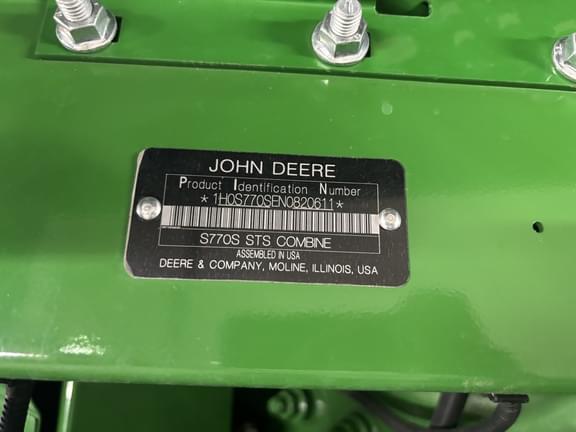 JOHN DEERE
Product Identification Number
*1H0S770SEN0820611*
S770S STS COMBINE
ASSEMBLED IN USA
DEERE & COMPANY, MOLINE, ILLINOIS, USA